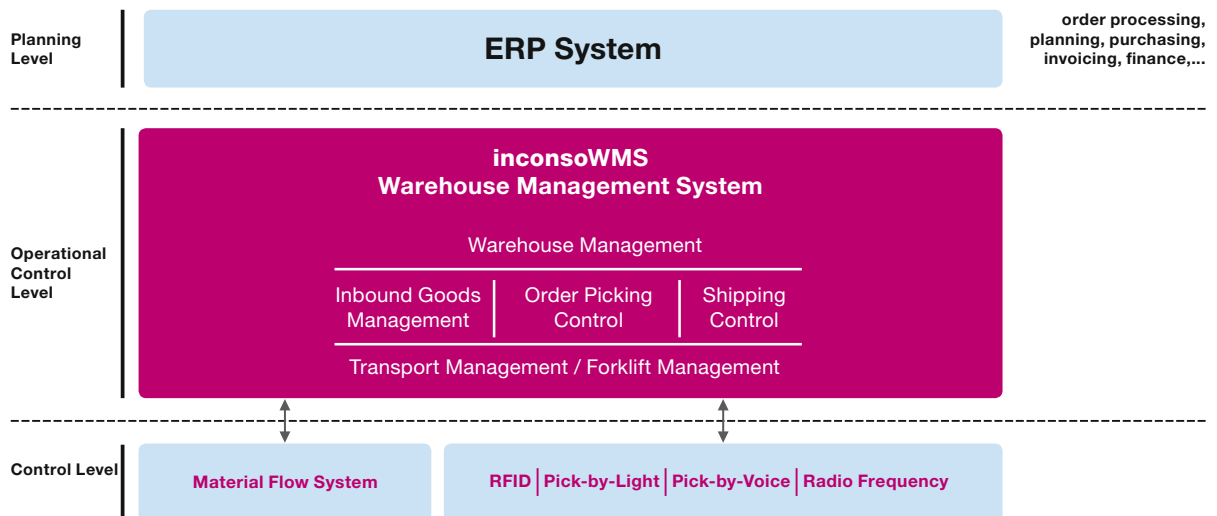 Planning
Level
ERP System
order processing,
planning, purchasing,
invoicing, finance,...
Operational
Control
Level
inconsoWMS
Warehouse Management System
Warehouse Management
Inbound Goods
Management
Order Picking
Control
Shipping
Control
Transport Management / Forklift Management
Control Level
Material Flow System
RFID | Pick-by-Light | Pick-by-Voice | Radio Frequency